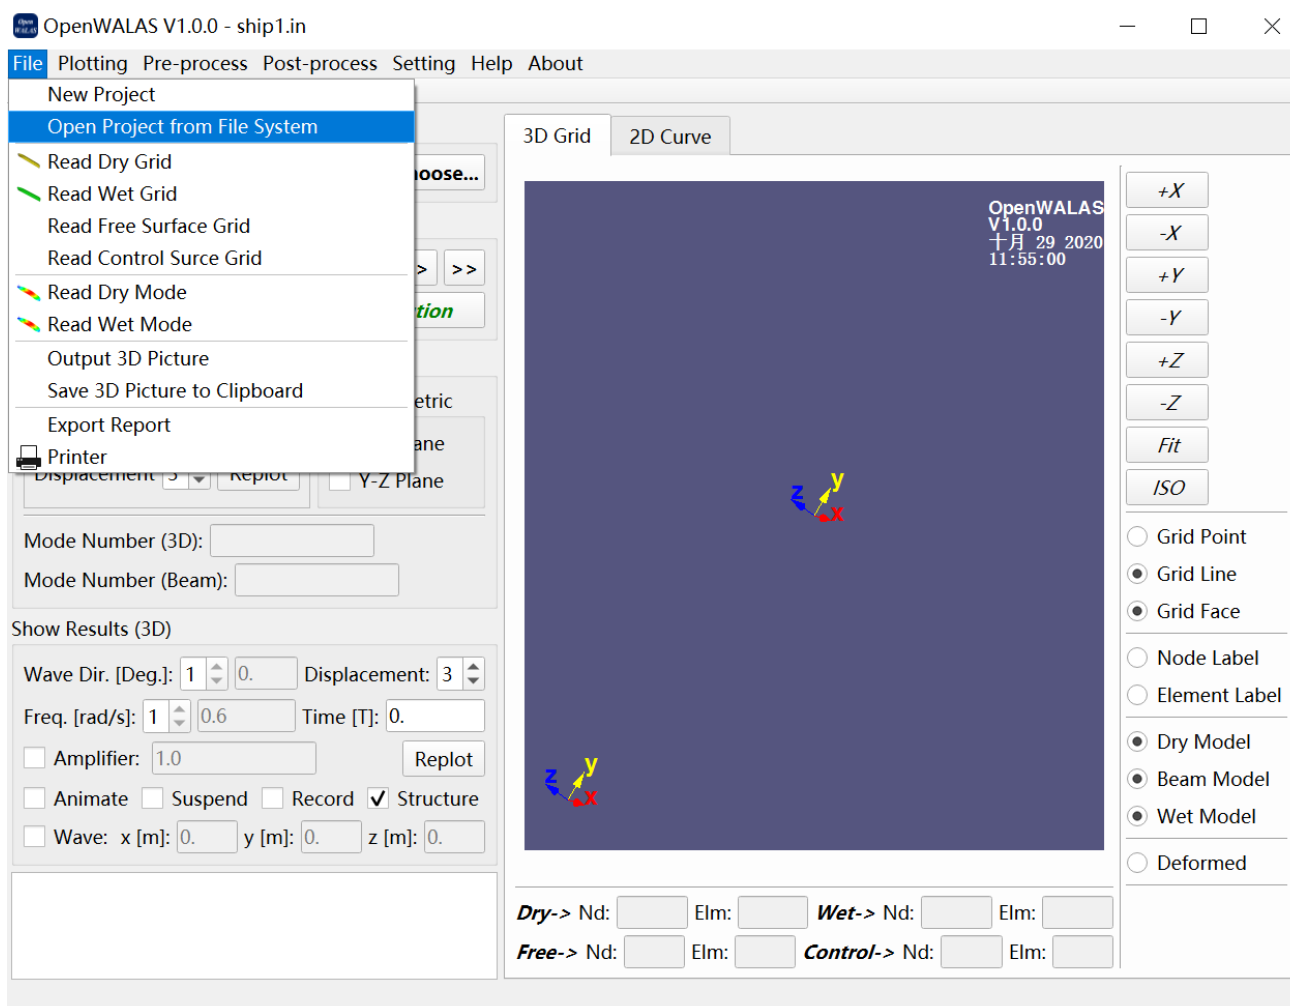 Open WALAS OpenWALAS V1.0.0 - ship1.in
File Plotting Pre-process Post-process Setting Help About
New Project
Open Project from File System
Read Dry Grid
Read Wet Grid
Read Free Surface Grid
Read Control Surce Grid
Read Dry Mode
Read Wet Mode
Output 3D Picture
Save 3D Picture to Clipboard
Export Report
Printer
oose...
> >>
tion
etric
ane
Displacement 3 Replot Y-Z Plane
Mode Number (3D):
Mode Number (Beam):
Show Results (3D)
Wave Dir. [Deg.]: 1 0. Displacement: 3
Freq. [rad/s]: 1 0.6 Time [T]: 0.
Amplifier: 1.0 Replot
Animate Suspend Record Structure
Wave: x [m]: 0. y [m]: 0. z [m]: 0.
3D Grid 2D Curve
OpenWALAS
V1.0.0
十月 29 2020
11:55:00
z y x
z y x
Dry-> Nd: Elm: Wet-> Nd: Elm:
Free-> Nd: Elm: Control-> Nd: Elm:
+X
-X
+Y
-Y
+Z
-Z
Fit
ISO
Grid Point
Grid Line
Grid Face
Node Label
Element Label
Dry Model
Beam Model
Wet Model
Deformed